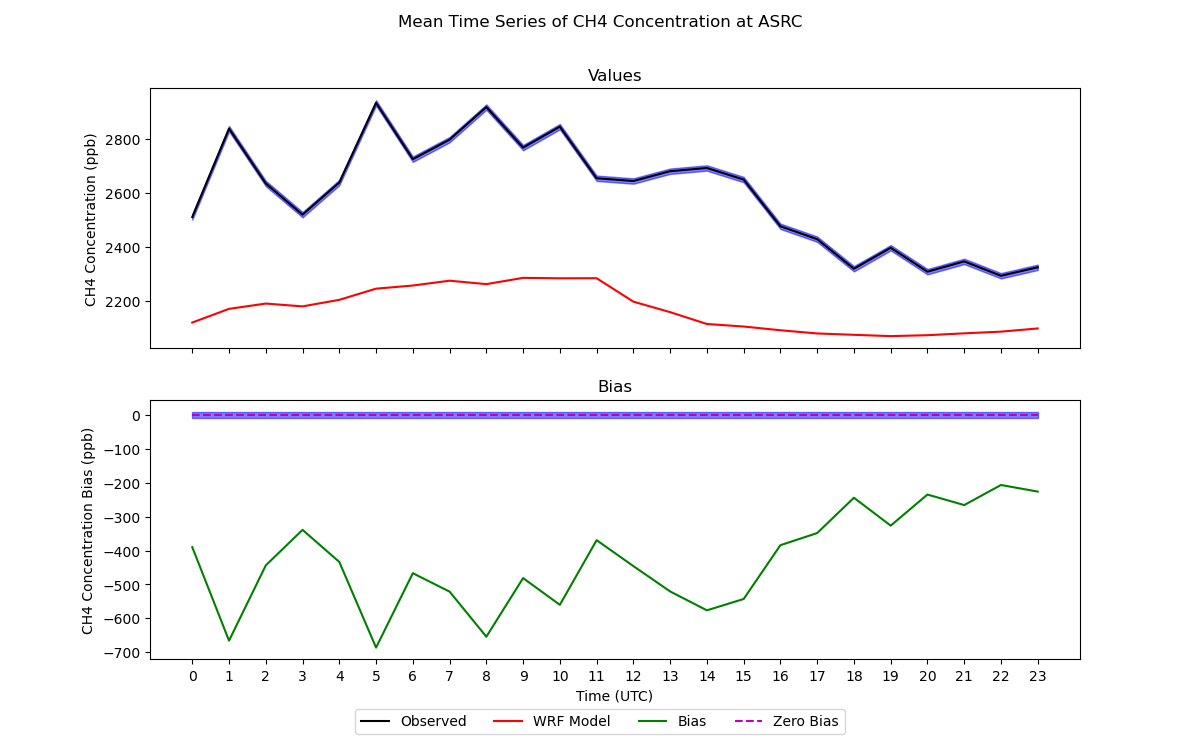 Mean Time Series of CH4 Concentration at ASRC
Values
CH4 Concentration (ppb)
2800
2600
2400
2200
Bias
CH4 Concentration Bias (ppb)
0
−100
−200
−300
−400
−500
−600
−700
0 1 2 3 4 5 6 7 8 9 10 11 12 13 14 15 16 17 18 19 20 21 22 23
Time (UTC)
Observed WRF Model Bias Zero Bias